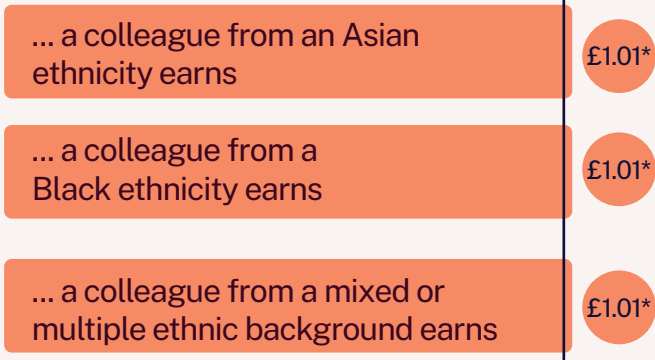 ... a colleague from an Asian
ethnicity earns
£1.01*
... a colleague from a
Black ethnicity earns
£1.01*
... a colleague from a mixed or
multiple ethnic background earns
£1.01*